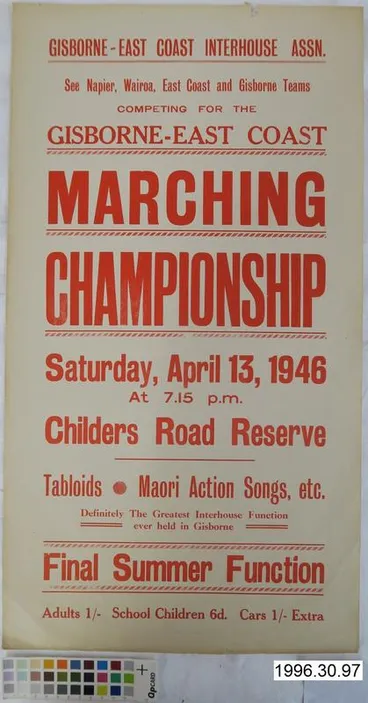 GISBORNE-EAST COAST INTERHOUSE ASSN.
See Napier, Wairoa, East Coast and Gisborne Teams
COMPETING FOR THE
GISBORNE-EAST COAST
MARCHING
CHAMPIONSHIP
Saturday, April 13, 1946
At 7.15 p.m.
Childers Road Reserve
Tabloids ● Maori Action Songs, etc.
Definitely The Greatest Interhouse Function
ever held in Gisborne
Final Summer Function
Adults 1/- School Children 6d. Cars 1/- Extra
QPCARD
1996.30.97